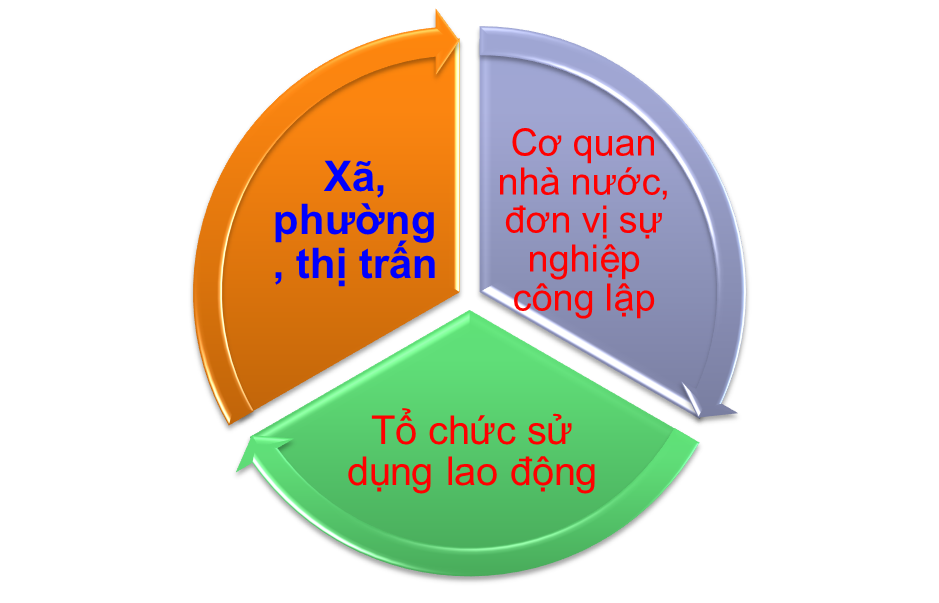 Xã,
phường
, thị trấn
Cơ quan
nhà nước,
đơn vị sự
nghiệp
công lập
Tổ chức sử
dụng lao động